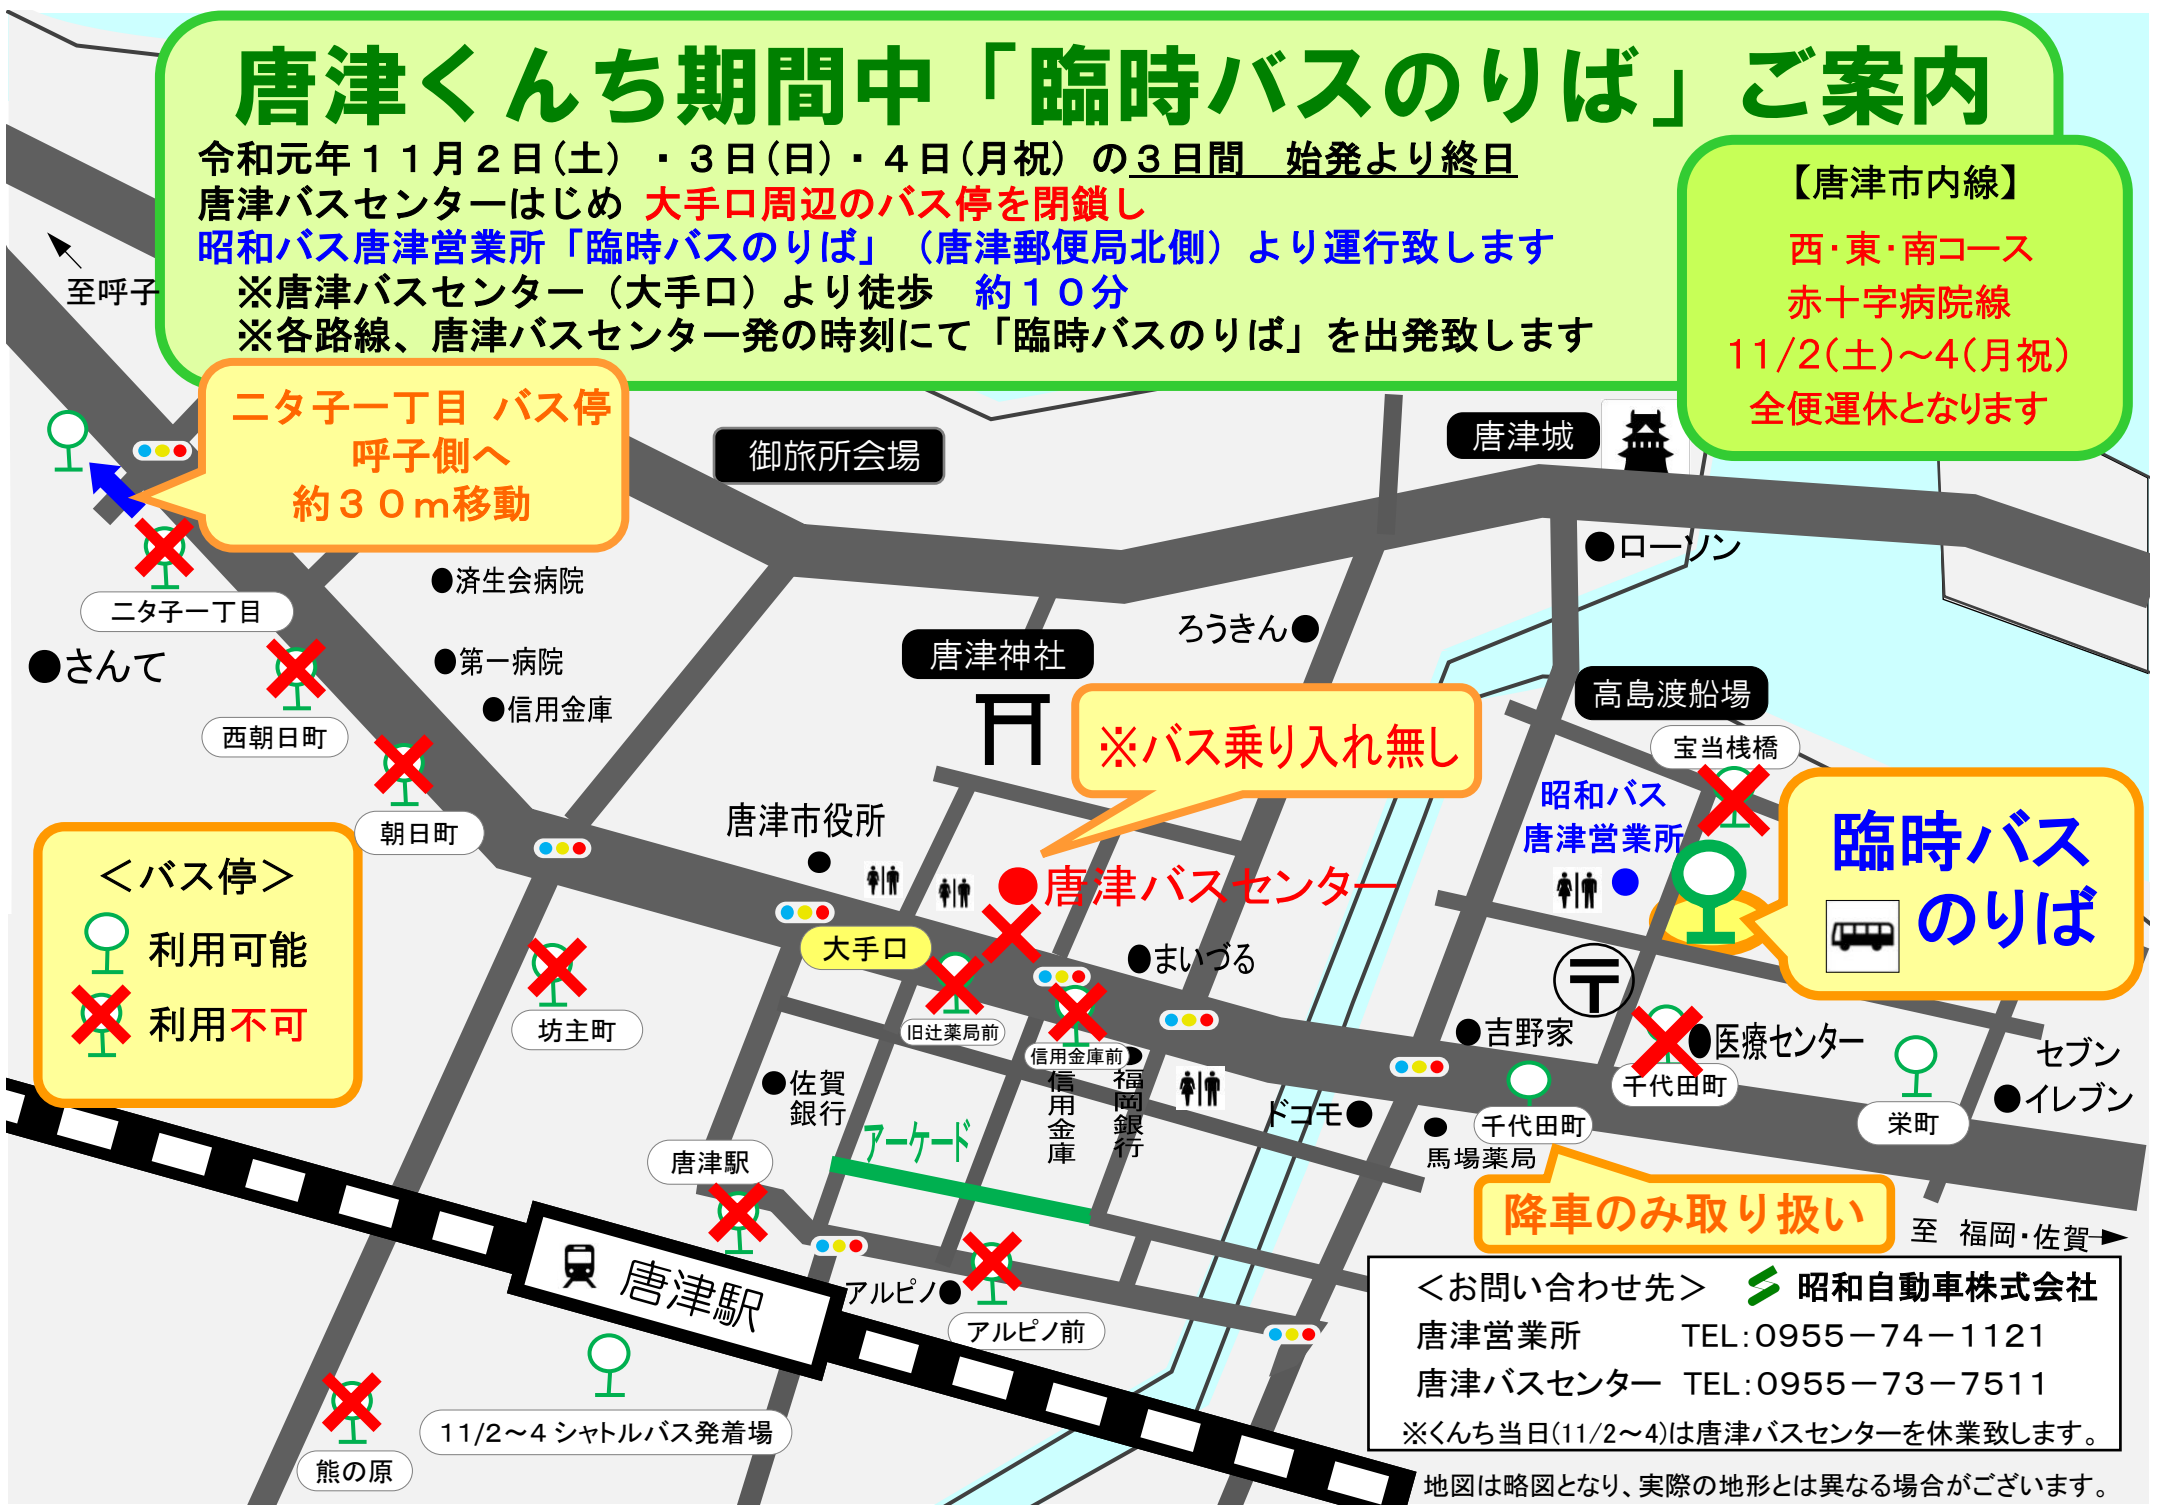 唐津くんち期間中「臨時バスのりば」ご案内
令和元年１１月２日(土)・３日(日)・４日(月祝) の３日間　始発より終日
唐津バスセンターはじめ 大手口周辺のバス停を閉鎖し
昭和バス唐津営業所「臨時バスのりば」（唐津郵便局北側）より運行致します
※唐津バスセンター（大手口）より徒歩　約１０分
※各路線、唐津バスセンター発の時刻にて「臨時バスのりば」を出発致します
【唐津市内線】
西・東・南コース
赤十字病院線
11/2(土)～4(月祝)
全便運休となります
至呼子
二タ子一丁目 バス停
呼子側へ
約３０ｍ移動
御旅所会場
唐津城
●ローソン
●済生会病院
二タ子一丁目
ろうきん●
唐津神社
●さんて
●第一病院
●信用金庫
高島渡船場
西朝日町
宝当桟橋
※バス乗り入れ無し
昭和バス
唐津営業所
朝日町
唐津市役所
臨時バス
のりば
＜バス停＞
利用可能
利用不可
●唐津バスセンター
大手口
●まいづる
坊主町
旧辻薬局前
信用金庫前
●吉野家
●医療センター
セブン
●イレブン
千代田町
千代田町
栄町
●佐賀
銀行
信用金庫
福岡銀行
ドコモ●
馬場薬局
アーケード
唐津駅
降車のみ取り扱い
至　福岡・佐賀
唐津駅
アルピノ●
アルピノ前
11/2～4 シャトルバス発着場
熊の原
＜お問い合わせ先＞　昭和自動車株式会社
唐津営業所　TEL:0955－74－1121
唐津バスセンター　TEL:0955－73－7511
※くんち当日(11/2～4)は唐津バスセンターを休業致します。
地図は略図となり、実際の地形とは異なる場合がございます。